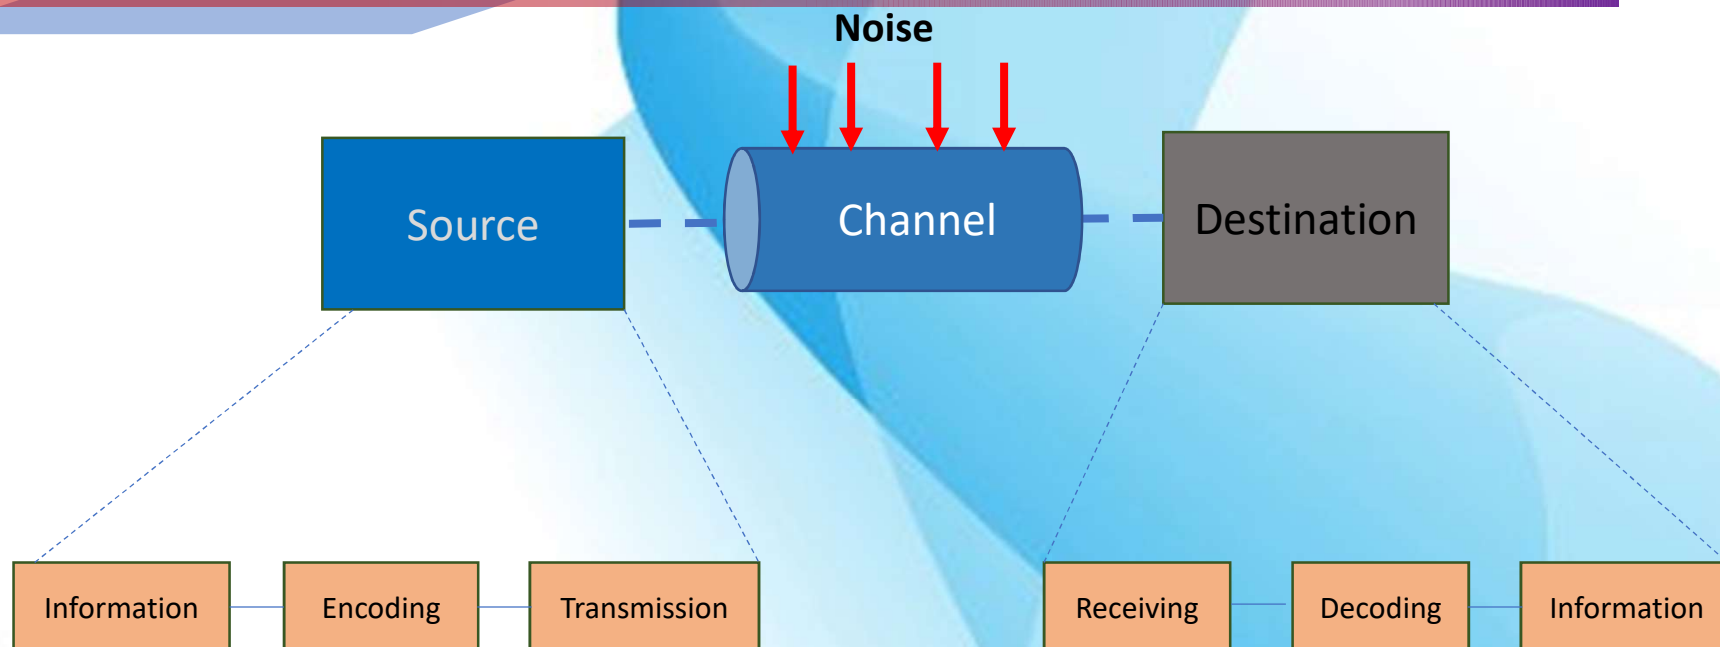 Noise
Source
Channel
Destination
Information
Encoding
Transmission
Receiving
Decoding
Information